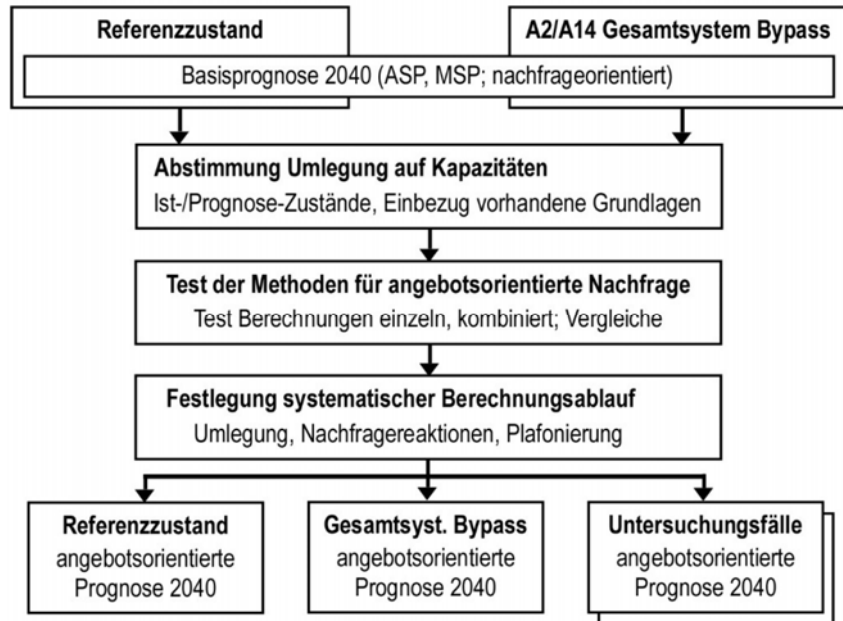 Referenzzustand
A2/A14 Gesamtsystem Bypass
Basisprognose 2040 (ASP, MSP; nachfrageorientiert)
Abstimmung Umlegung auf Kapazitäten
Ist-/Prognose-Zustände, Einbezug vorhandene Grundlagen
Test der Methoden für angebotsorientierte Nachfrage
Test Berechnungen einzeln, kombiniert; Vergleiche
Festlegung systematischer Berechnungsablauf
Umlegung, Nachfragereaktionen, Plafonierung
Referenzzustand
angebotsorientierte
Prognose 2040
Gesamtsyst. Bypass
angebotsorientierte
Prognose 2040
Untersuchungsfälle
angebotsorientierte
Prognose 2040